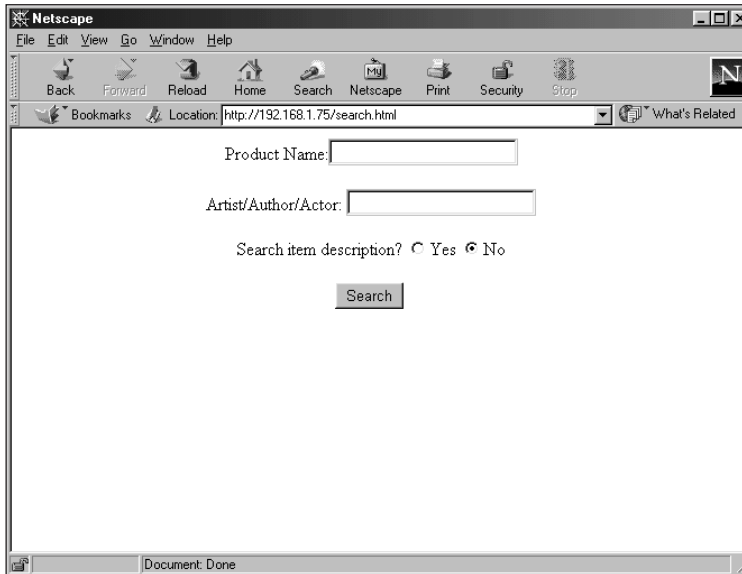 Netscape
File Edit View Go Window Help
Back Forward Reload Home Search Netscape Print Security Stop
My
N
Bookmarks Location: http://192.168.1.75/search.html What's Related
Product Name:
Artist/Author/Actor:
Search item description? Yes No
Search
Document: Done